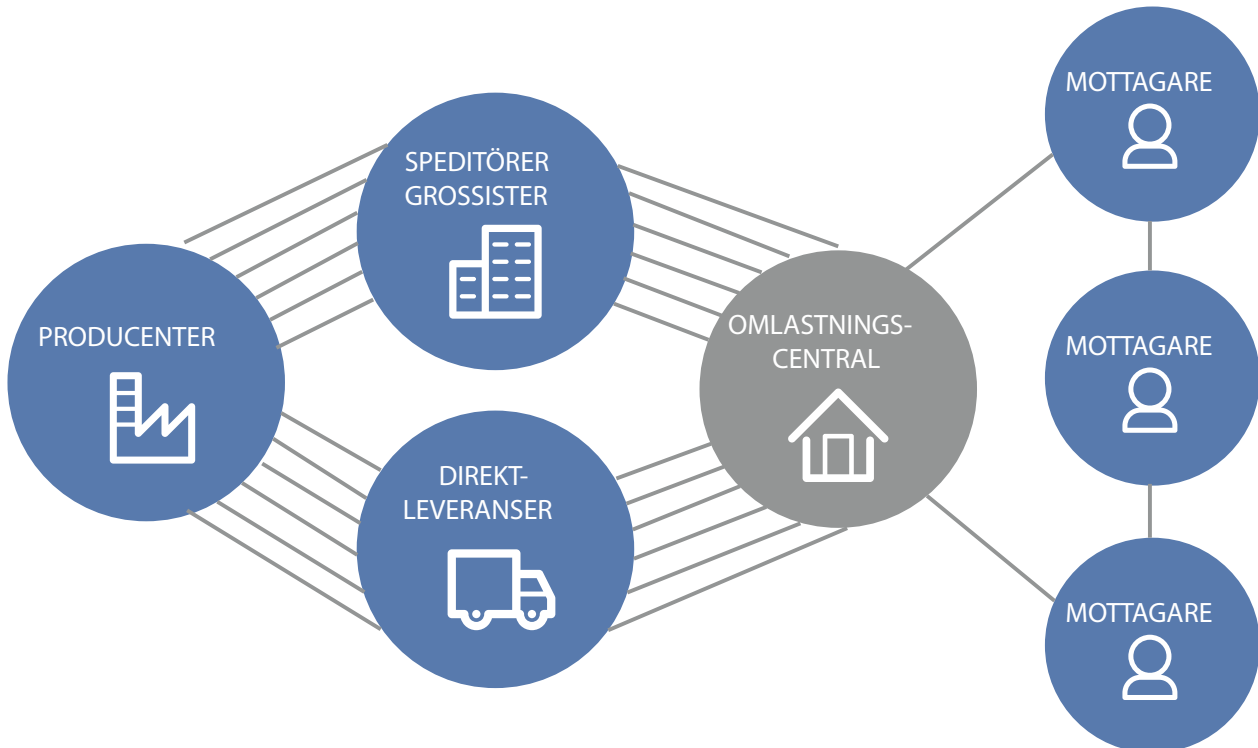 PRODUCENTER
SPEDITÖRER
GROSSISTER
DIREKT-
LEVERANSER
OMLASTNINGS-
CENTRAL
MOTTAGARE
MOTTAGARE
MOTTAGARE